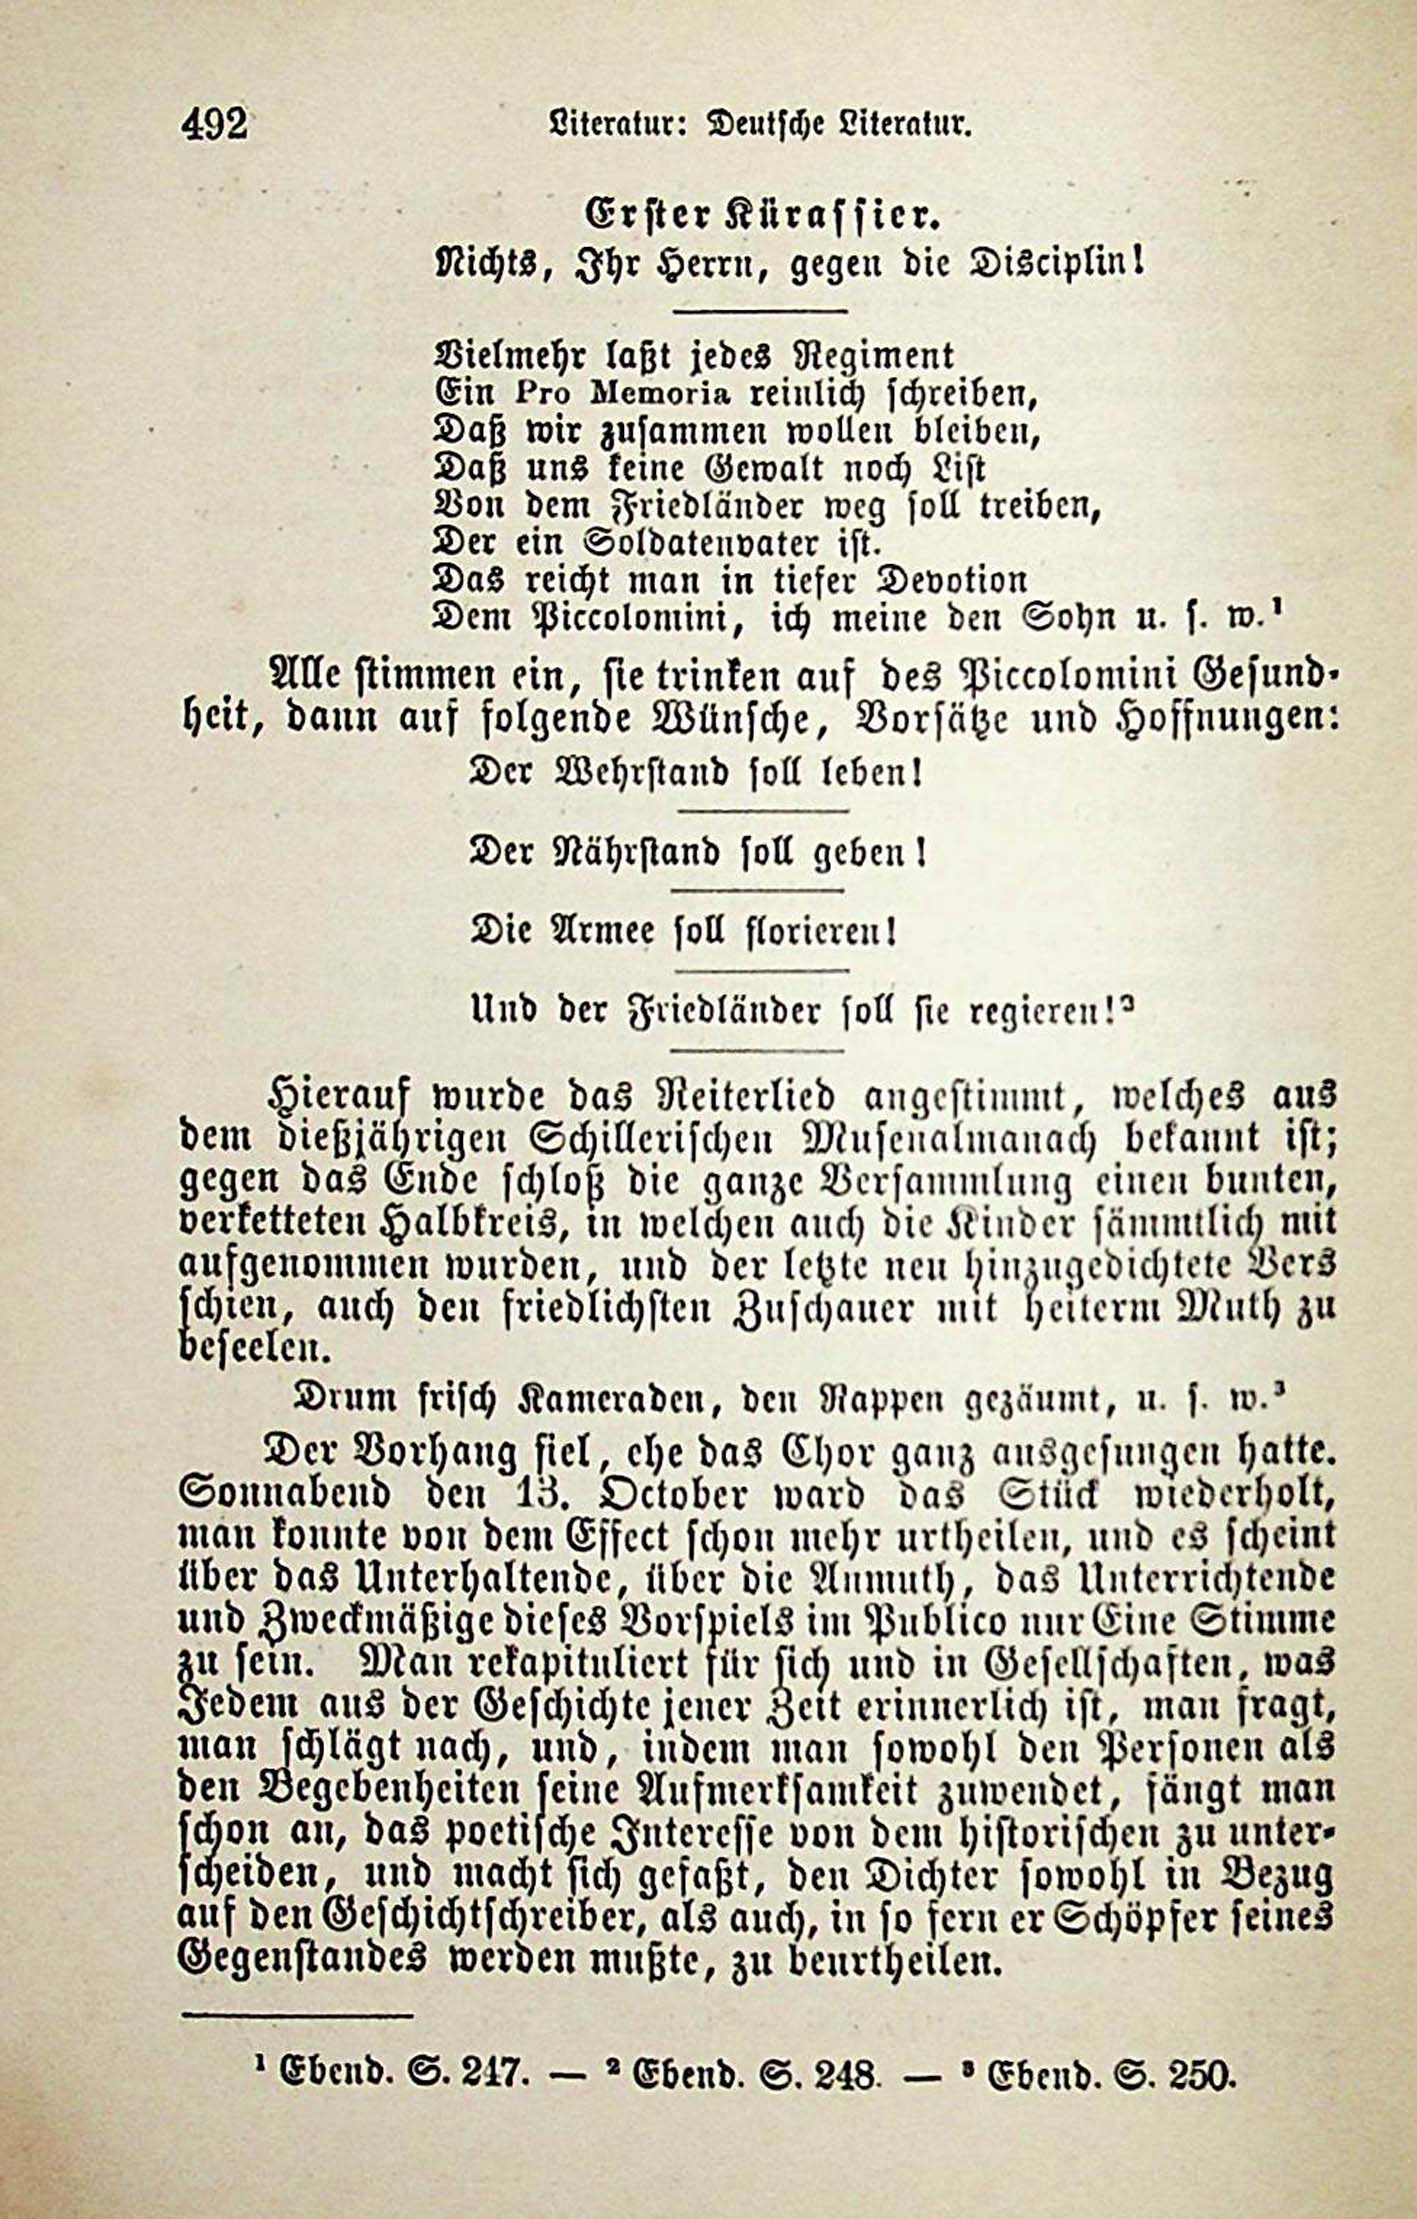 492
Literatur: Deutsche Literatur.
Erster Kürassier.
Nichts, Ihr Herrn, gegen die Disciplin!
Vielmehr laßt jedes Regiment
Ein Pro Memoria reinlich schreiben,
Daß wir zusammen wollen bleiben,
Daß uns keine Gewalt noch List
Von dem Friedländer weg soll treiben,
Der ein Soldatenvater ist.
Das reicht man in tiefer Devotion
Dem Piccolomini, ich meine den Sohn u. s. w.¹
Alle stimmen ein, sie trinken auf des Piccolomini Gesund-
heit, dann auf folgende Wünsche, Vorsätze und Hoffnungen:
Der Wehrstand soll leben!
Der Nährstand soll geben!
Die Armee soll florieren!
Und der Friedländer soll sie regieren!²
Hierauf wurde das Reiterlied angestimmt, welches aus
dem dießjährigen Schillerischen Musenalmanach bekannt ist;
gegen das Ende schloß die ganze Versammlung einen bunten,
verketteten Halbkreis, in welchen auch die Kinder sämmtlich mit
aufgenommen wurden, und der letzte neu hinzugedichtete Vers
schien, auch den friedlichsten Zuschauer mit heiterm Muth zu
beseelen.
Drum frisch Kameraden, den Rappen gezäumt, u. s. w.³
Der Vorhang fiel, ehe das Chor ganz ausgesungen hatte.
Sonnabend den 13. October ward das Stück wiederholt,
man konnte von dem Effect schon mehr urtheilen, und es scheint
über das Unterhaltende, über die Anmuth, das Unterrichtende
und Zweckmäßige dieses Vorspiels im Publico nur Eine Stimme
zu sein. Man rekapituliert für sich und in Gesellschaften, was
Jedem aus der Geschichte jener Zeit erinnerlich ist, man fragt,
man schlägt nach, und, indem man sowohl den Personen als
den Begebenheiten seine Aufmerksamkeit zuwendet, fängt man
schon an, das poetische Interesse von dem historischen zu unter-
scheiden, und macht sich gefaßt, den Dichter sowohl in Bezug
auf den Geschichtschreiber, als auch, in so fern er Schöpfer seines
Gegenstandes werden mußte, zu beurtheilen.
¹ Ebend. S. 247. — ² Ebend. S. 248. — ³ Ebend. S. 250.